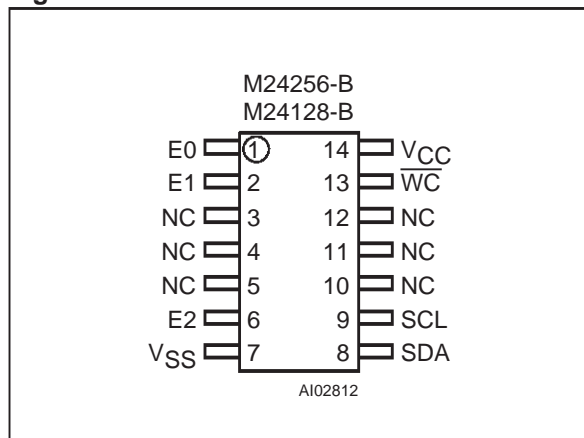 M24256-B
M24128-B
E0 1 14 VCC
E1 2 13 W̅C̅
NC 3 12 NC
NC 4 11 NC
NC 5 10 NC
E2 6 9 SCL
VSS 7 8 SDA
AI02812